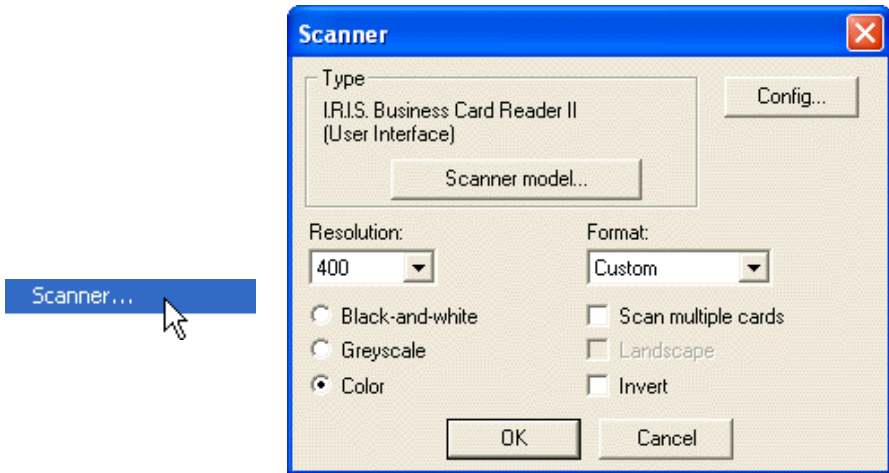 Scanner...
Scanner
Type
I.R.I.S. Business Card Reader II
(User Interface)
Scanner model...
Config...
Resolution:
400
Format:
Custom
Black-and-white
Greyscale
Color
Scan multiple cards
Landscape
Invert
OK
Cancel